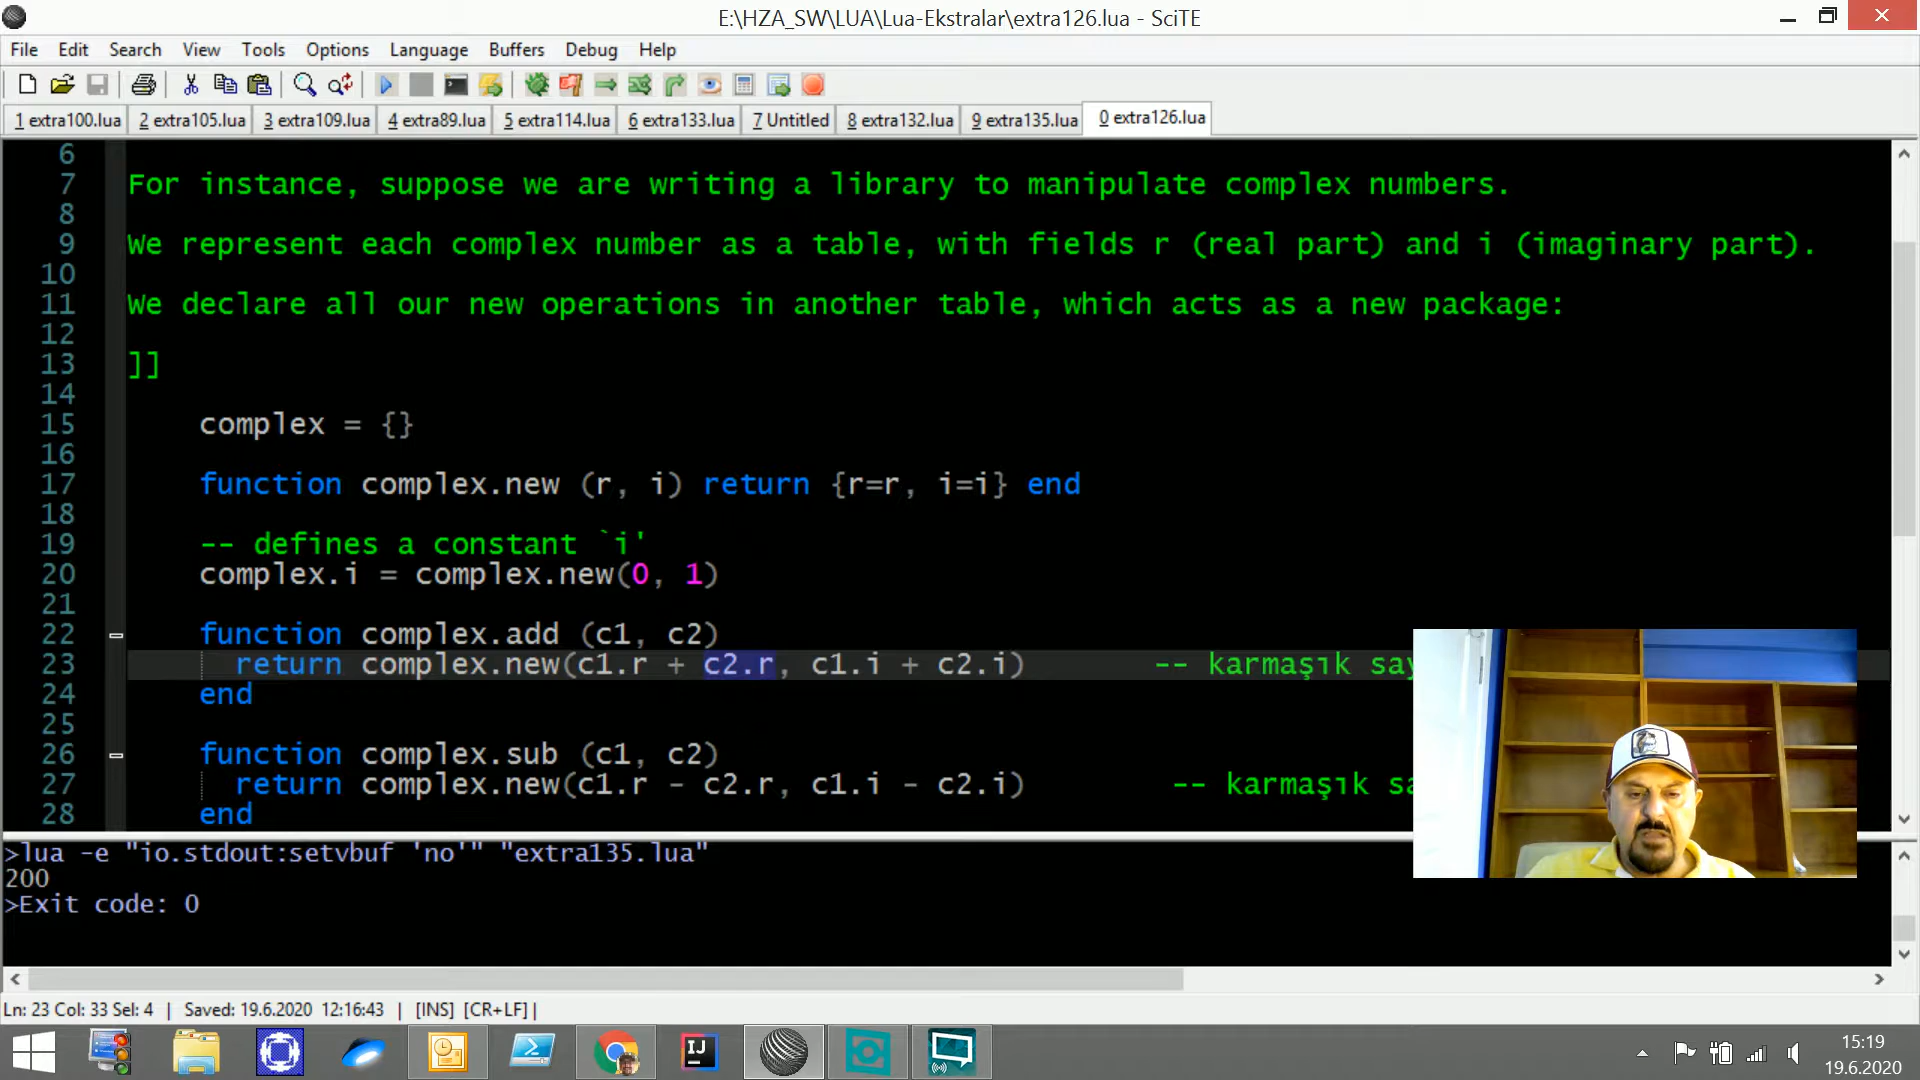 E:\HZA_SW\LUA\Lua-Ekstralar\extra126.lua - SciTE
File Edit Search View Tools Options Language Buffers Debug Help
1 extra100.lua 2 extra105.lua 3 extra109.lua 4 extra89.lua 5 extra114.lua 6 extra133.lua 7 Untitled 8 extra132.lua 9 extra135.lua 0 extra126.lua
6
7 For instance, suppose we are writing a library to manipulate complex numbers.
8
9 We represent each complex number as a table, with fields r (real part) and i (imaginary part).
10
11 We declare all our new operations in another table, which acts as a new package:
12
13 ]]
14
15 complex = {}
16
17 function complex.new (r, i) return {r=r, i=i} end
18
19 -- defines a constant `i'
20 complex.i = complex.new(0, 1)
21
22 function complex.add (c1, c2)
23 return complex.new(c1.r + c2.r, c1.i + c2.i) -- karmaşık say
24 end
25
26 function complex.sub (c1, c2)
27 return complex.new(c1.r - c2.r, c1.i - c2.i) -- karmaşık sa
28 end
>lua -e "io.stdout:setvbuf 'no'" "extra135.lua"
200
>Exit code: 0
Ln: 23 Col: 33 Sel: 4 | Saved: 19.6.2020 12:16:43 | [INS] [CR+LF] |
IJ
15:19
19.6.2020